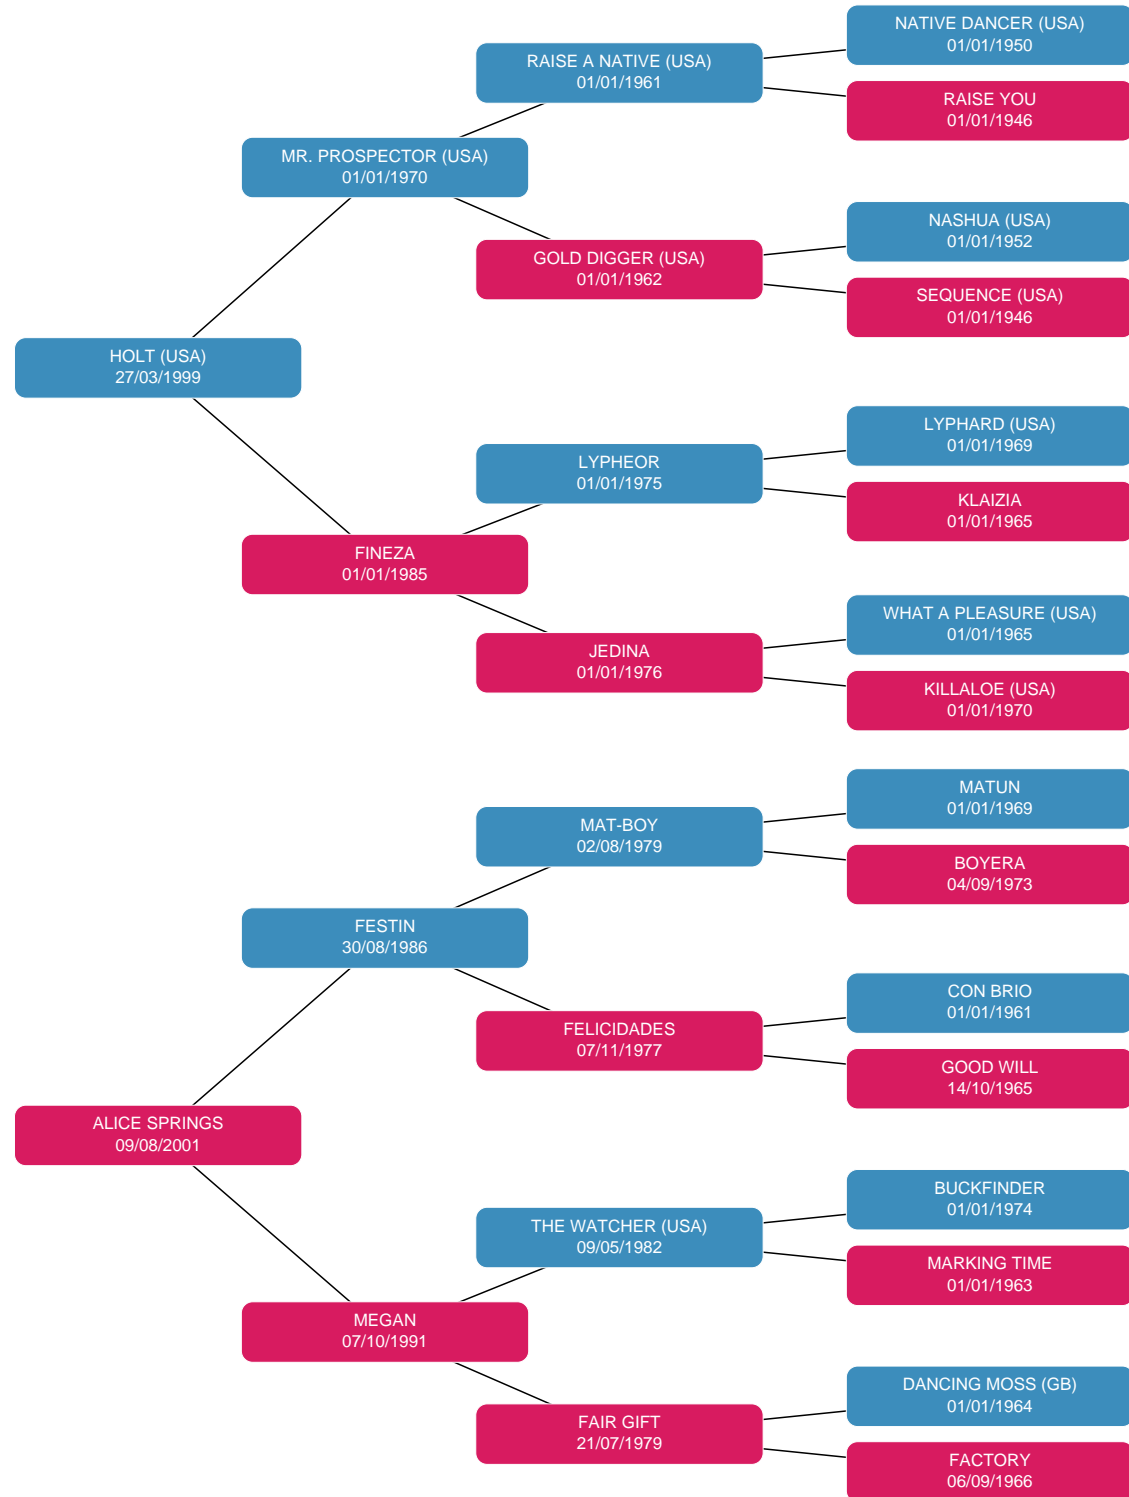 NATIVE DANCER (USA)
01/01/1950
RAISE A NATIVE (USA)
01/01/1961
RAISE YOU
01/01/1946
MR. PROSPECTOR (USA)
01/01/1970
NASHUA (USA)
01/01/1952
GOLD DIGGER (USA)
01/01/1962
SEQUENCE (USA)
01/01/1946
HOLT (USA)
27/03/1999
LYPHARD (USA)
01/01/1969
LYPHEOR
01/01/1975
KLAIZIA
01/01/1965
FINEZA
01/01/1985
WHAT A PLEASURE (USA)
01/01/1965
JEDINA
01/01/1976
KILLALOE (USA)
01/01/1970
MATUN
01/01/1969
MAT-BOY
02/08/1979
BOYERA
04/09/1973
FESTIN
30/08/1986
CON BRIO
01/01/1961
FELICIDADES
07/11/1977
GOOD WILL
14/10/1965
ALICE SPRINGS
09/08/2001
BUCKFINDER
01/01/1974
THE WATCHER (USA)
09/05/1982
MARKING TIME
01/01/1963
MEGAN
07/10/1991
DANCING MOSS (GB)
01/01/1964
FAIR GIFT
21/07/1979
FACTORY
06/09/1966